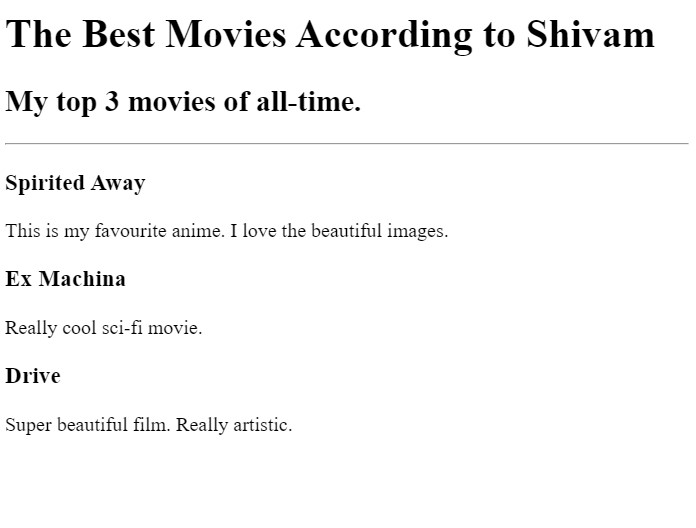 The Best Movies According to Shivam
My top 3 movies of all-time.
Spirited Away
This is my favourite anime. I love the beautiful images.
Ex Machina
Really cool sci-fi movie.
Drive
Super beautiful film. Really artistic.